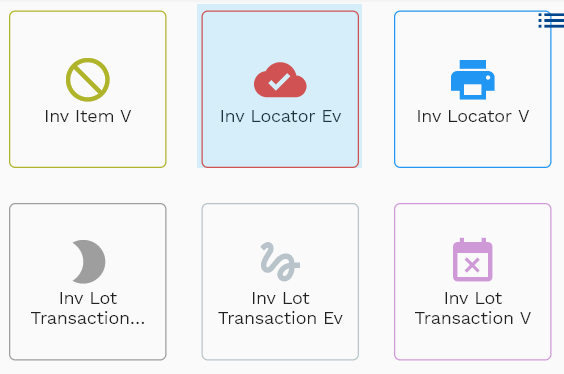 Inv Item V
Inv Locator Ev
Inv Locator V
Inv Lot
Transaction...
Inv Lot
Transaction Ev
Inv Lot
Transaction V